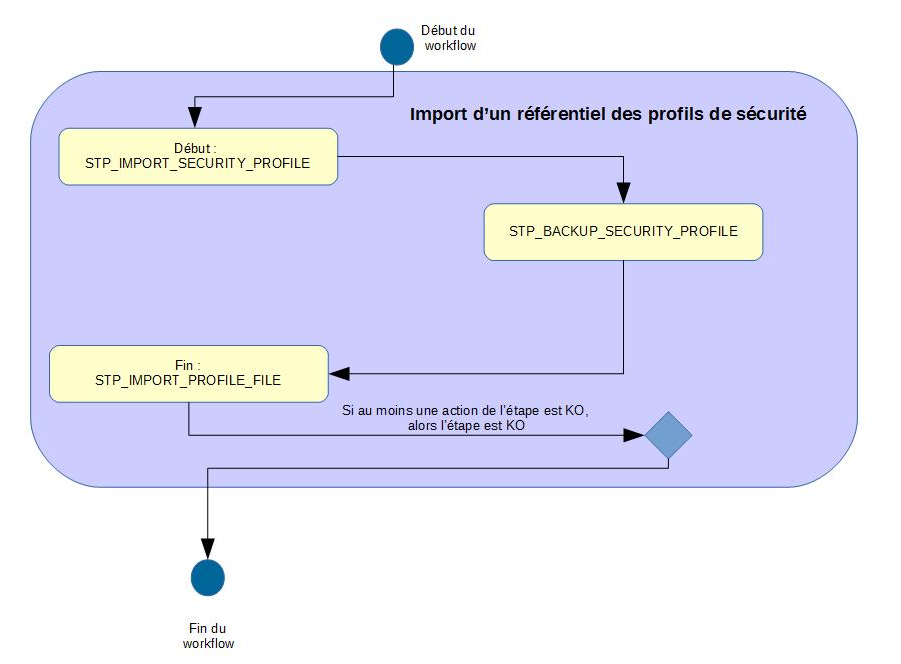 Début du
workflow
Import d’un référentiel des profils de sécurité
Début :
STP_IMPORT_SECURITY_PROFILE
STP_BACKUP_SECURITY_PROFILE
Fin :
STP_IMPORT_PROFILE_FILE
Si au moins une action de l’étape est KO,
alors l’étape est KO
Fin du
workflow